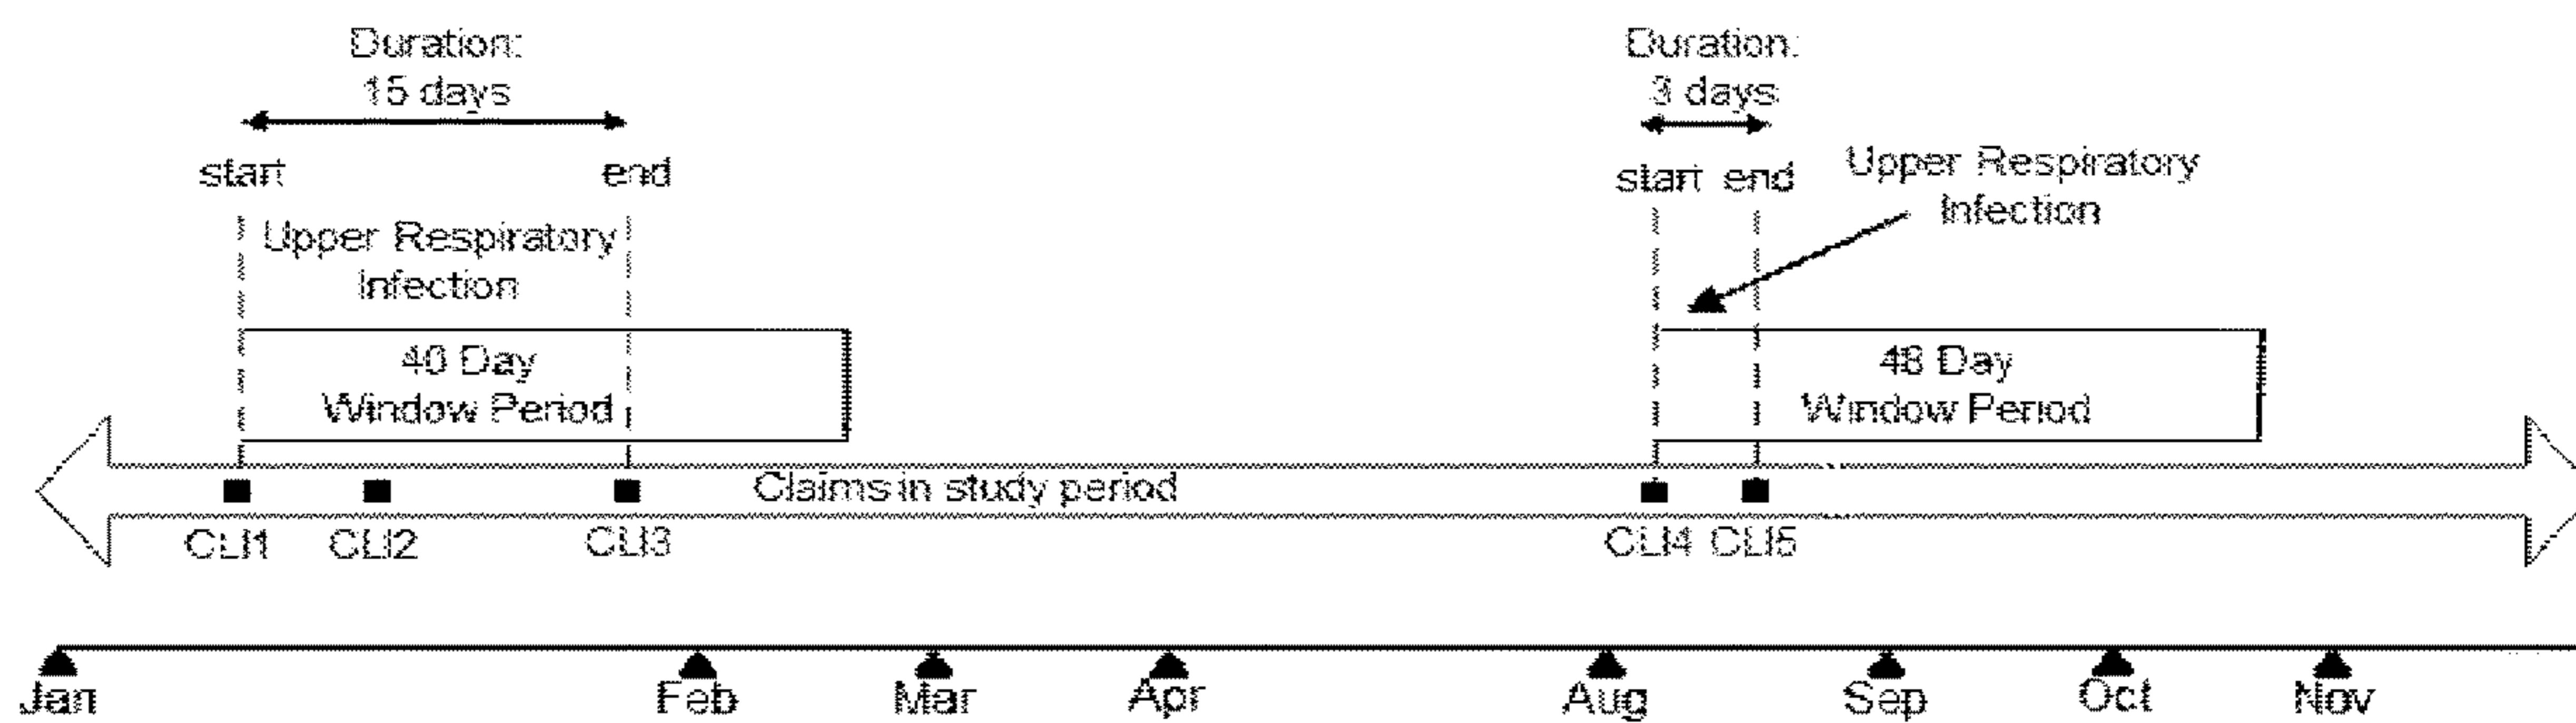 Duration:
15 days
start end
Upper Respiratory
Infection
40 Day
Window Period
Duration:
3 days
start end
Upper Respiratory
Infection
48 Day
Window Period
Claims in study period
CLI1 CLI2 CLI3 CLI4 CLI5
Jan Feb Mar Apr Aug Sep Oct Nov